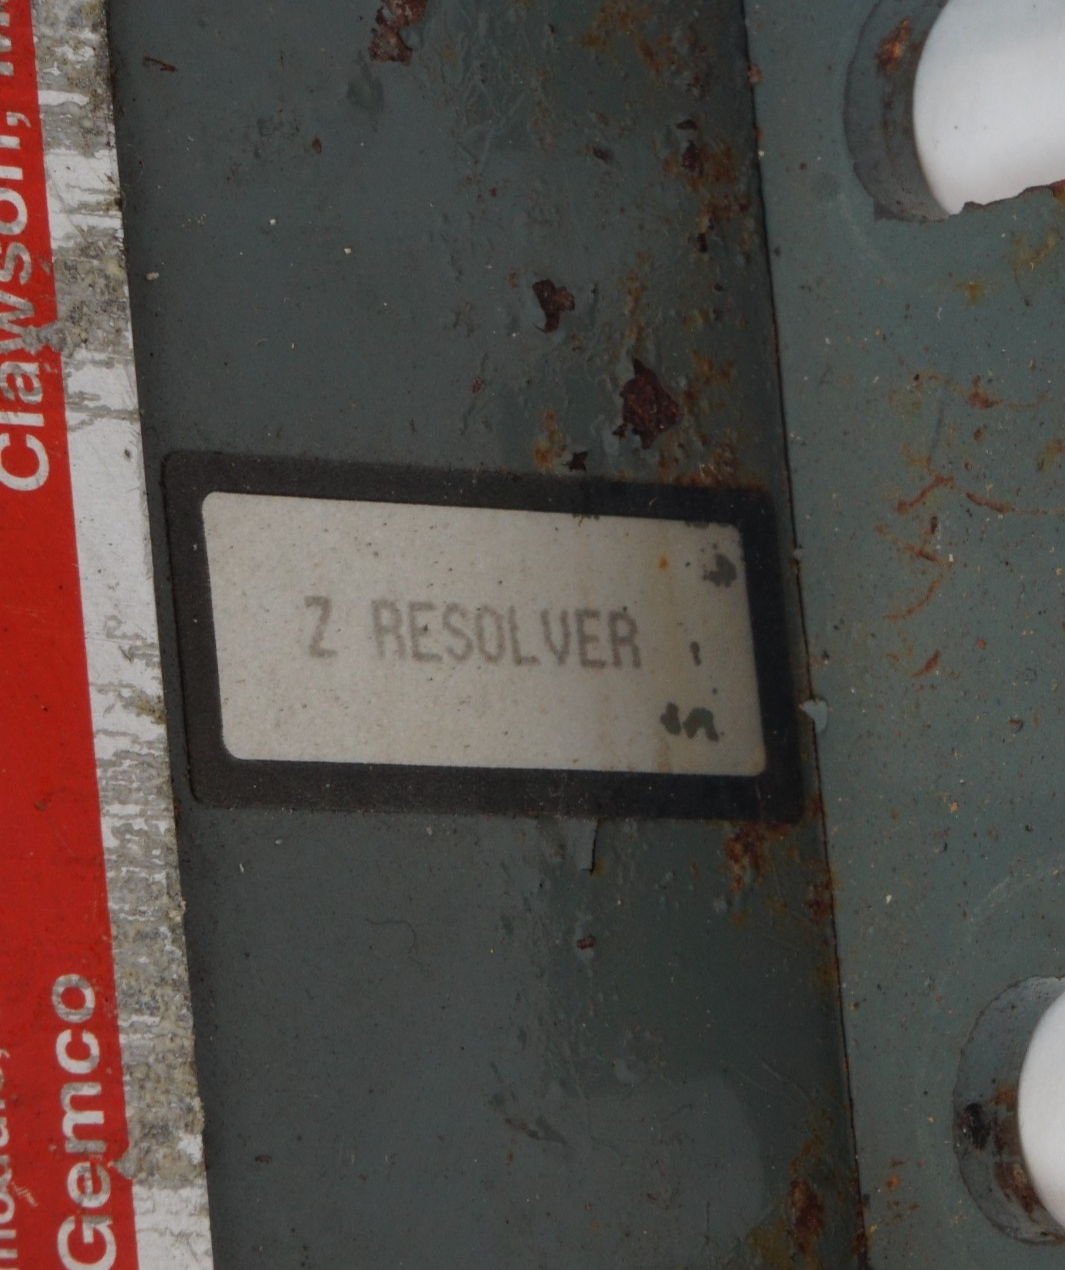 Z RESOLVER
Gemco
Clawson,